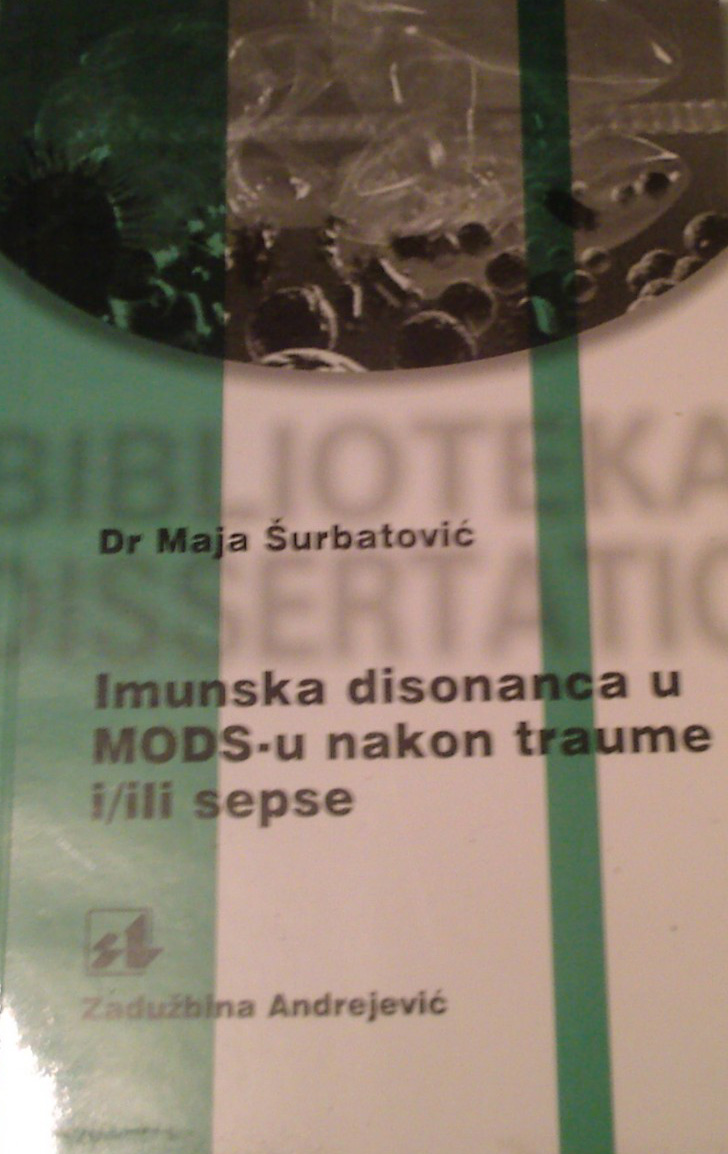 BIBLIOTEKA
Dr Maja Šurbatović
DISSERTATIO
Imunska disonanca u
MODS-u nakon traume
i/ili sepse
Zadužbina Andrejević